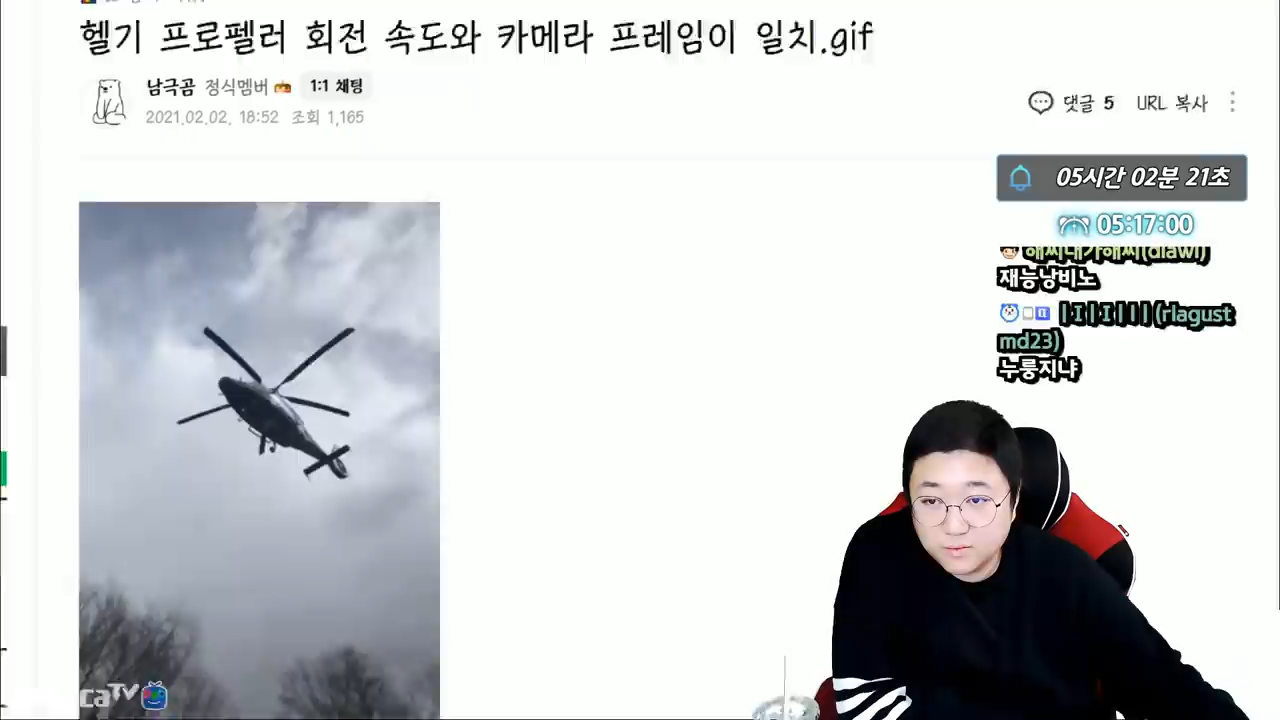 헬기 프로펠러 회전 속도와 카메라 프레임이 일치.gif
남극곰 정식멤버 1:1 채팅
2021.02.02. 18:52 조회 1,165
댓글 5 URL 복사
05시간 02분 21초
05:17:00
재능낭비노
(rlagust
md23)
누룽지냐
caTV